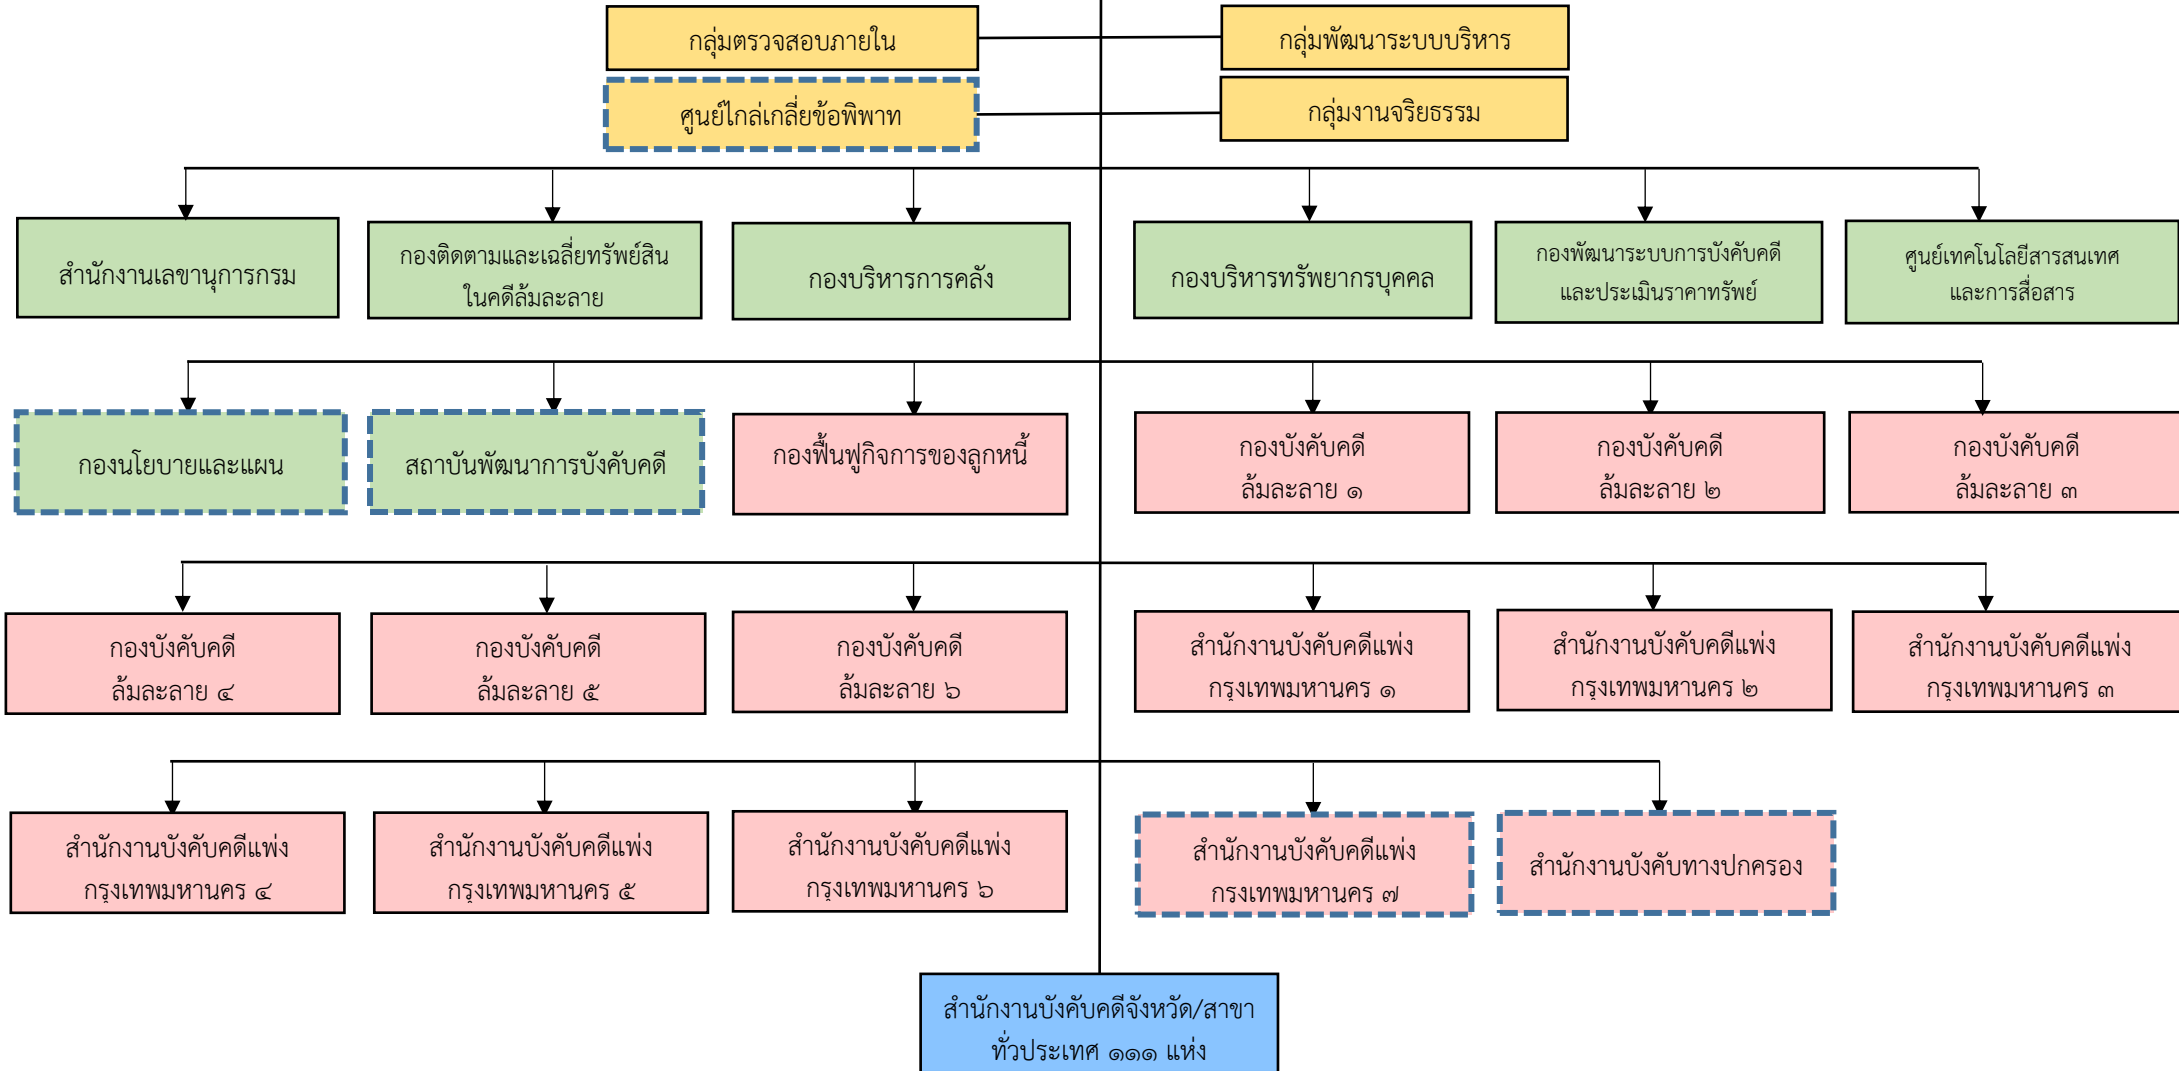 กลุ่มตรวจสอบภายใน
กลุ่มพัฒนาระบบบริหาร
ศูนย์ไกล่เกลี่ยข้อพิพาท
กลุ่มงานจริยธรรม
สำนักงานเลขานุการกรม
กองติดตามและเฉลี่ยทรัพย์สิน
ในคดีล้มละลาย
กองบริหารการคลัง
กองบริหารทรัพยากรบุคคล
กองพัฒนาระบบการบังคับคดี
และประเมินราคาทรัพย์
ศูนย์เทคโนโลยีสารสนเทศ
และการสื่อสาร
กองนโยบายและแผน
สถาบันพัฒนาการบังคับคดี
กองฟื้นฟูกิจการของลูกหนี้
กองบังคับคดี
ล้มละลาย ๑
กองบังคับคดี
ล้มละลาย ๒
กองบังคับคดี
ล้มละลาย ๓
กองบังคับคดี
ล้มละลาย ๔
กองบังคับคดี
ล้มละลาย ๕
กองบังคับคดี
ล้มละลาย ๖
สำนักงานบังคับคดีแพ่ง
กรุงเทพมหานคร ๑
สำนักงานบังคับคดีแพ่ง
กรุงเทพมหานคร ๒
สำนักงานบังคับคดีแพ่ง
กรุงเทพมหานคร ๓
สำนักงานบังคับคดีแพ่ง
กรุงเทพมหานคร ๔
สำนักงานบังคับคดีแพ่ง
กรุงเทพมหานคร ๕
สำนักงานบังคับคดีแพ่ง
กรุงเทพมหานคร ๖
สำนักงานบังคับคดีแพ่ง
กรุงเทพมหานคร ๗
สำนักงานบังคับทางปกครอง
สำนักงานบังคับคดีจังหวัด/สาขา
ทั่วประเทศ ๑๑๑ แห่ง